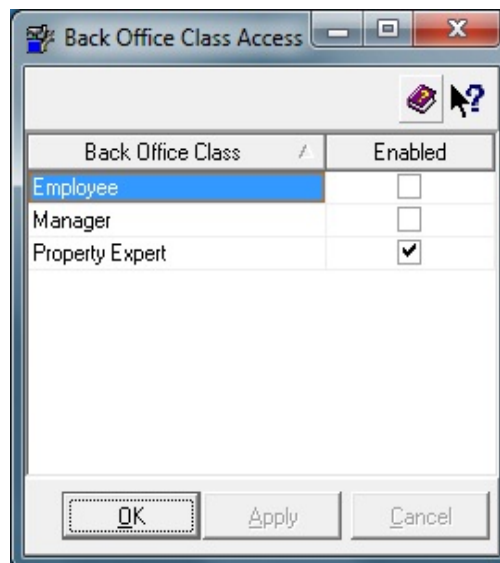 Back Office Class Access
Back Office Class Enabled
Employee
Manager
Property Expert
OK Apply Cancel